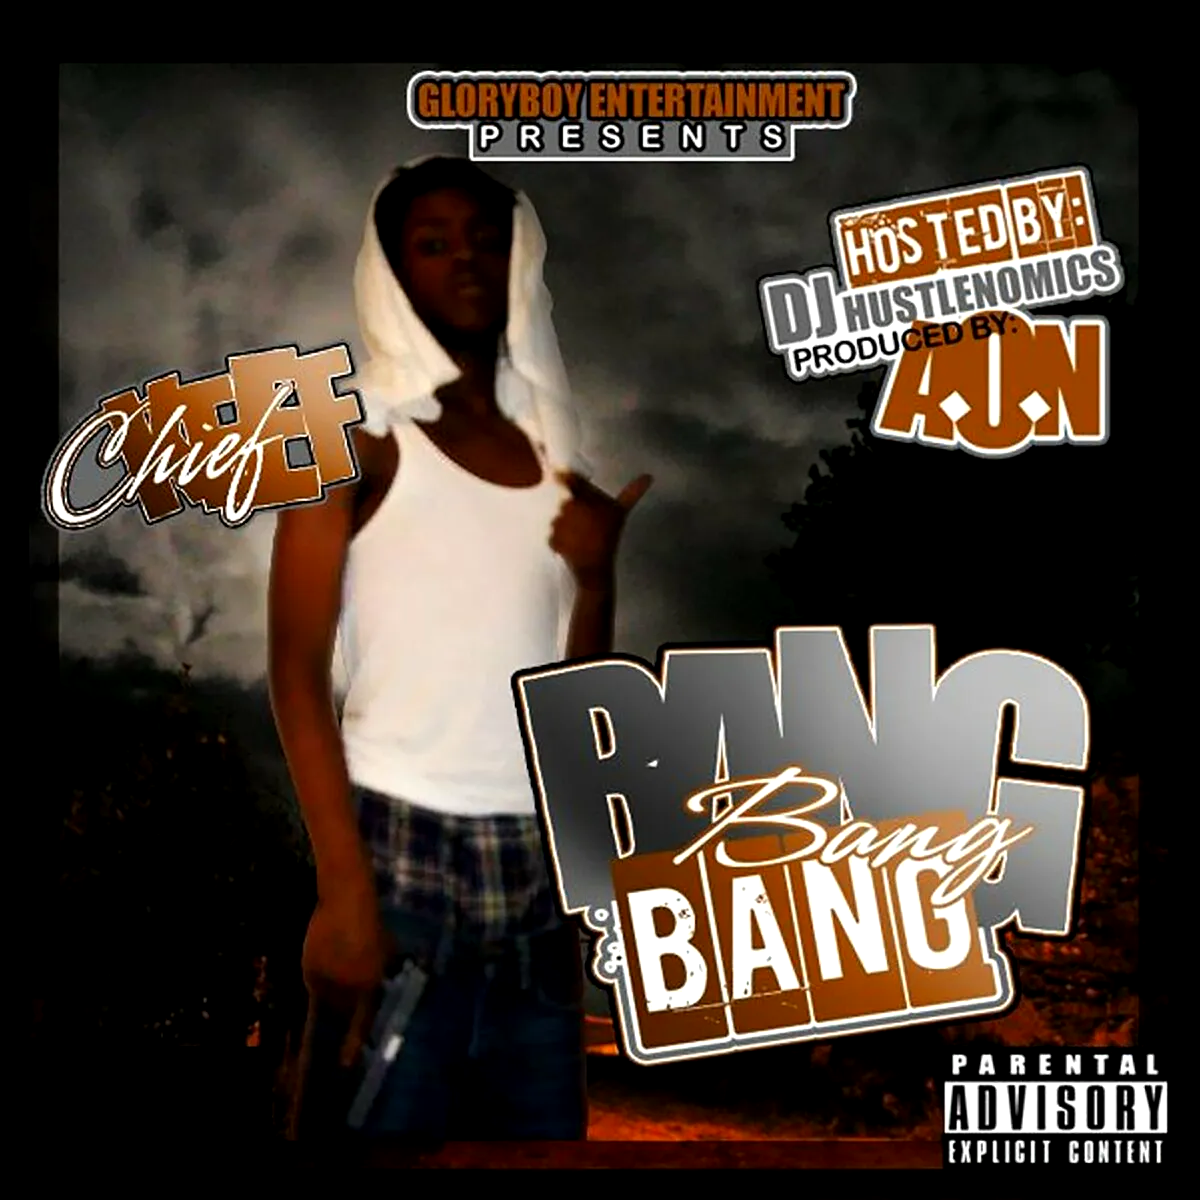 GLORYBOY ENTERTAINMENT
PRESENTS
HOSTED BY:
DJ HUSTLENOMICS
PRODUCED BY:
A.O.N
Chief
KEEF
BANG
Bang
BANG
PARENTAL
ADVISORY
EXPLICIT CONTENT